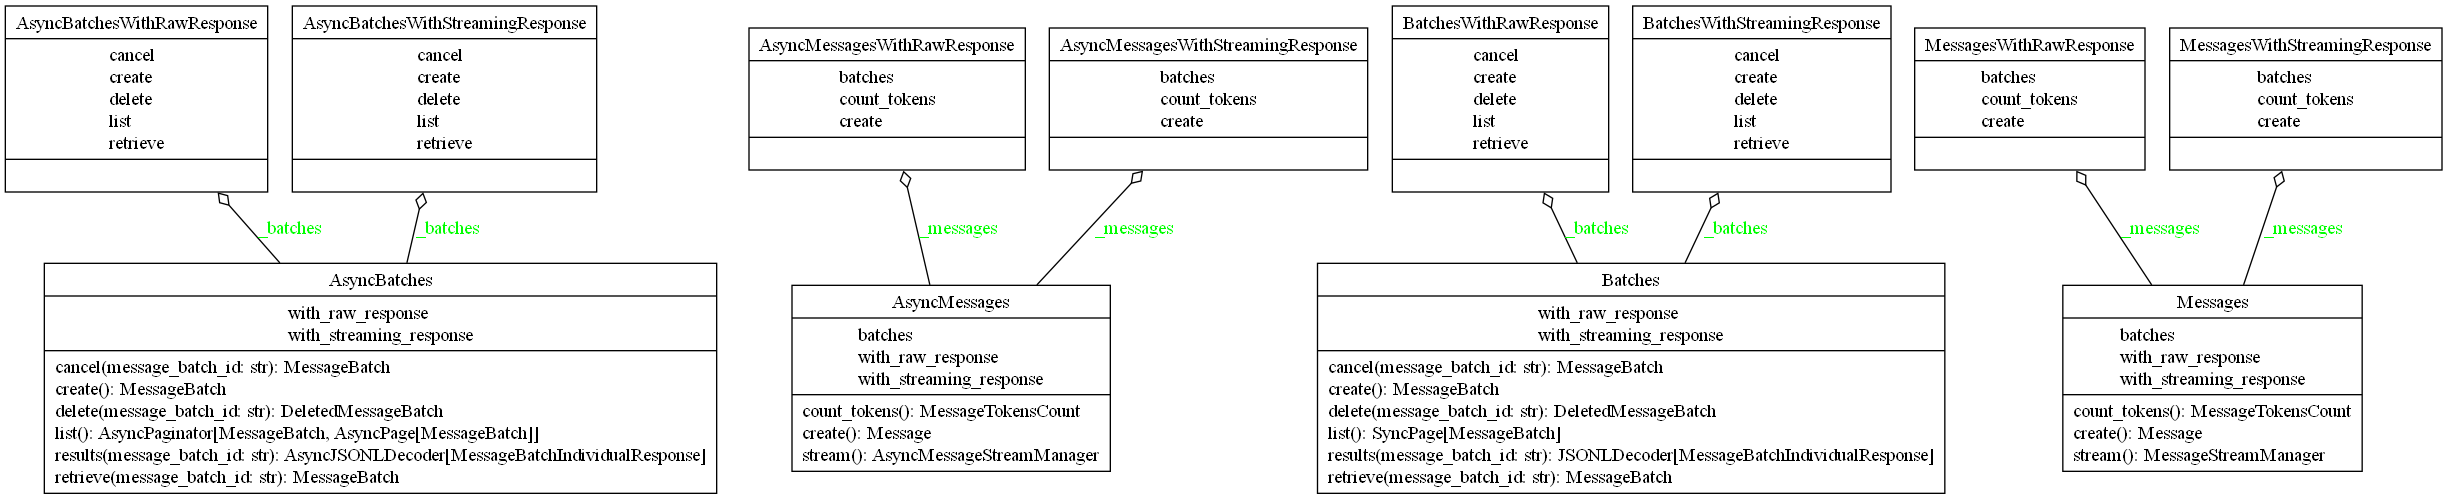 AsyncBatchesWithRawResponse
cancel
create
delete
list
retrieve
AsyncBatchesWithStreamingResponse
cancel
create
delete
list
retrieve
AsyncMessagesWithRawResponse
batches
count_tokens
create
AsyncMessagesWithStreamingResponse
batches
count_tokens
create
BatchesWithRawResponse
cancel
create
delete
list
retrieve
BatchesWithStreamingResponse
cancel
create
delete
list
retrieve
MessagesWithRawResponse
batches
count_tokens
create
MessagesWithStreamingResponse
batches
count_tokens
create
_batches
_batches
_messages
_messages
_batches
_batches
_messages
_messages
AsyncBatches
with_raw_response
with_streaming_response
cancel(message_batch_id: str): MessageBatch
create(): MessageBatch
delete(message_batch_id: str): DeletedMessageBatch
list(): AsyncPaginator[MessageBatch, AsyncPage[MessageBatch]]
results(message_batch_id: str): AsyncJSONLDecoder[MessageBatchIndividualResponse]
retrieve(message_batch_id: str): MessageBatch
AsyncMessages
batches
with_raw_response
with_streaming_response
count_tokens(): MessageTokensCount
create(): Message
stream(): AsyncMessageStreamManager
Batches
with_raw_response
with_streaming_response
cancel(message_batch_id: str): MessageBatch
create(): MessageBatch
delete(message_batch_id: str): DeletedMessageBatch
list(): SyncPage[MessageBatch]
results(message_batch_id: str): JSONLDecoder[MessageBatchIndividualResponse]
retrieve(message_batch_id: str): MessageBatch
Messages
batches
with_raw_response
with_streaming_response
count_tokens(): MessageTokensCount
create(): Message
stream(): MessageStreamManager